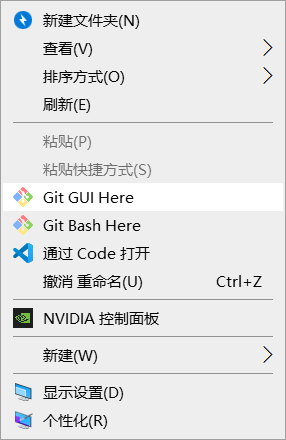 新建文件夹(N)
查看(V)
排序方式(O)
刷新(E)
粘贴(P)
粘贴快捷方式(S)
Git GUI Here
Git Bash Here
通过 Code 打开
撤消 重命名(U) Ctrl+Z
NVIDIA 控制面板
新建(W)
显示设置(D)
个性化(R)